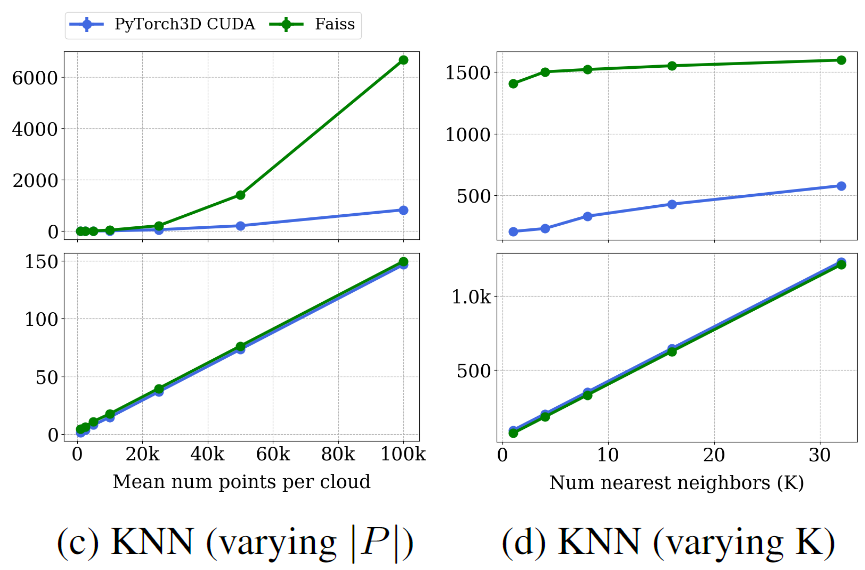 PyTorch3D CUDA Faiss
6000
4000
2000
0
150
100
50
0
0 20k 40k 60k 80k 100k
Mean num points per cloud
(c) KNN (varying |P|)
1500
1000
500
1.0k
500
0 10 20 30
Num nearest neighbors (K)
(d) KNN (varying K)